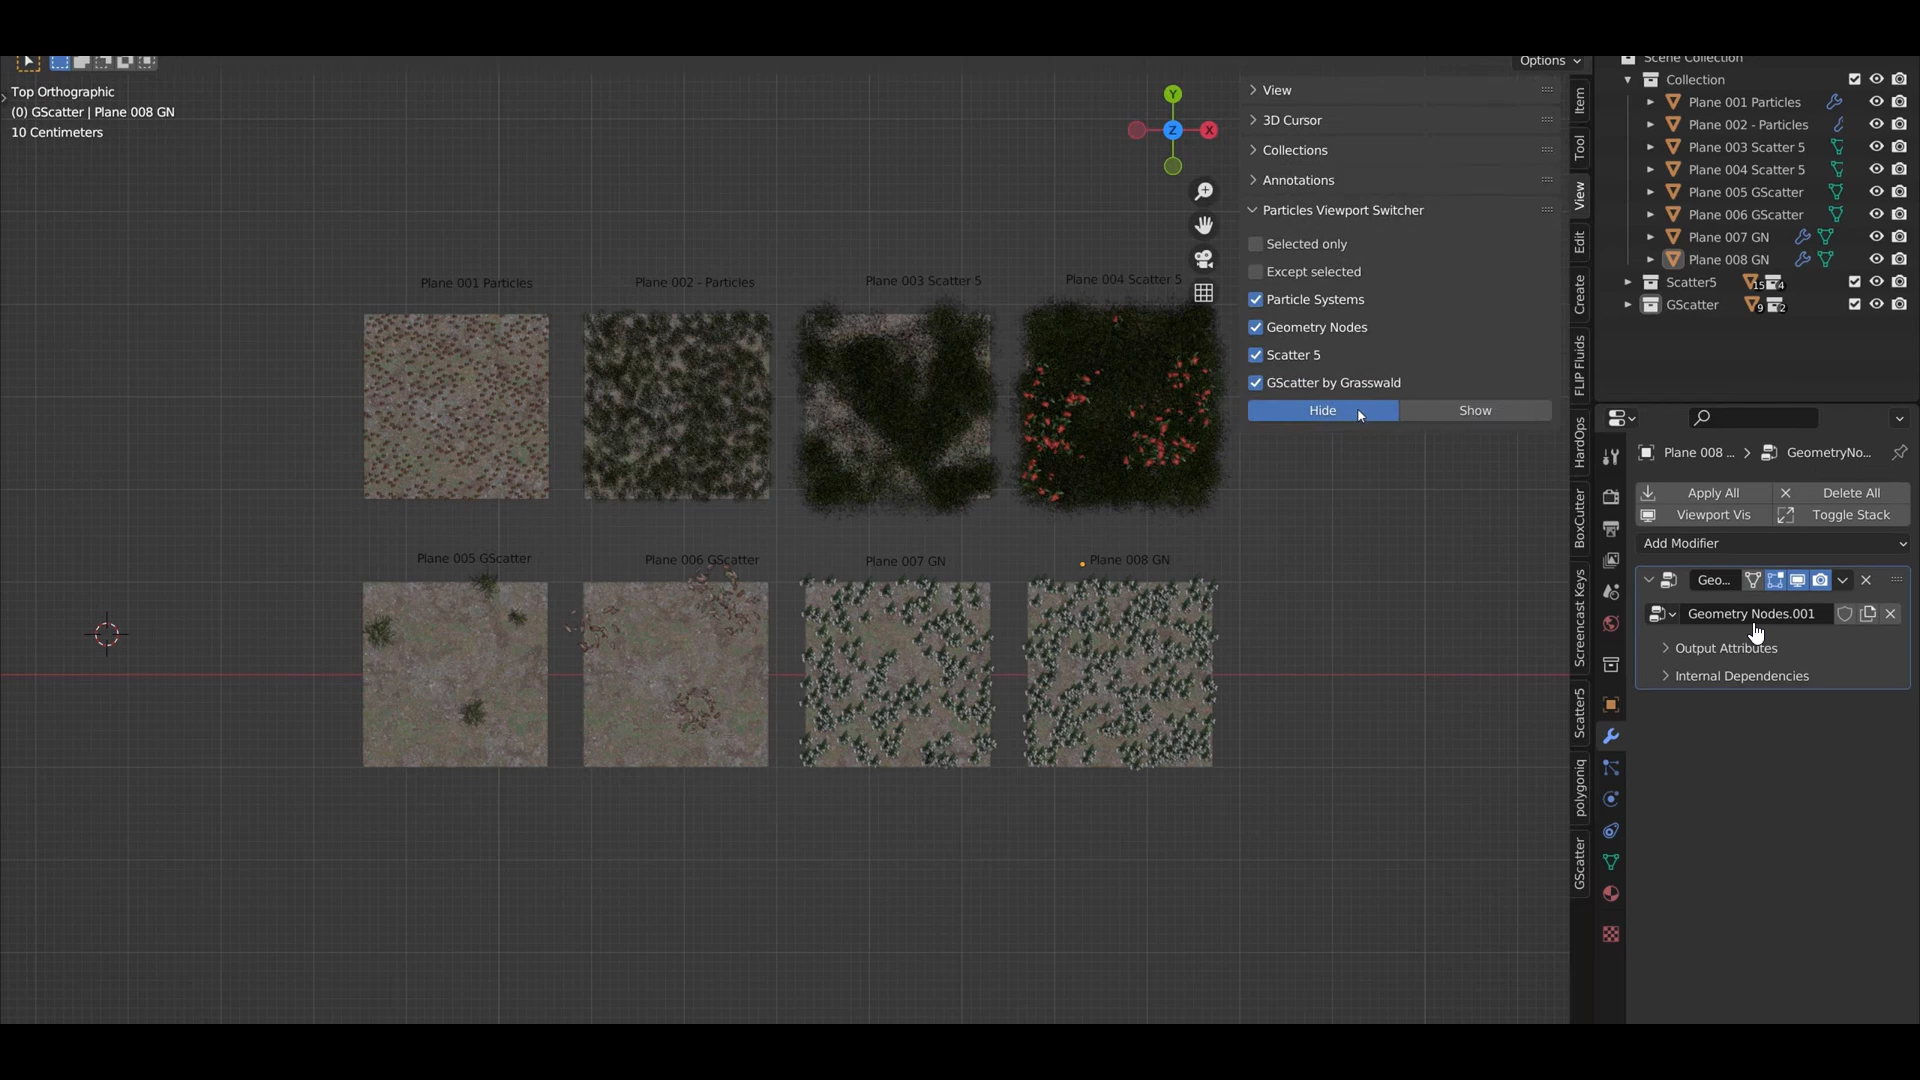 Options
Top Orthographic
(0) GScatter | Plane 008 GN
10 Centimeters
Y
Z
X
View
3D Cursor
Collections
Annotations
Particles Viewport Switcher
Selected only
Except selected
Particle Systems
Geometry Nodes
Scatter 5
GScatter by Grasswald
Hide
Show
Plane 001 Particles
Plane 002 - Particles
Plane 003 Scatter 5
Plane 004 Scatter 5
Plane 005 GScatter
Plane 006 GScatter
Plane 007 GN
Plane 008 GN
Item
Tool
View
Edit
Create
FLIP Fluids
HardOps
BoxCutter
Screencast Keys
Scatter5
polygoniq
GScatter
Scene Collection
Collection
Plane 001 Particles
Plane 002 - Particles
Plane 003 Scatter 5
Plane 004 Scatter 5
Plane 005 GScatter
Plane 006 GScatter
Plane 007 GN
Plane 008 GN
Scatter5 15 4
GScatter 9 2
Plane 008 ... GeometryNo...
Apply All Delete All
Viewport Vis Toggle Stack
Add Modifier
Geo...
Geometry Nodes.001
Output Attributes
Internal Dependencies